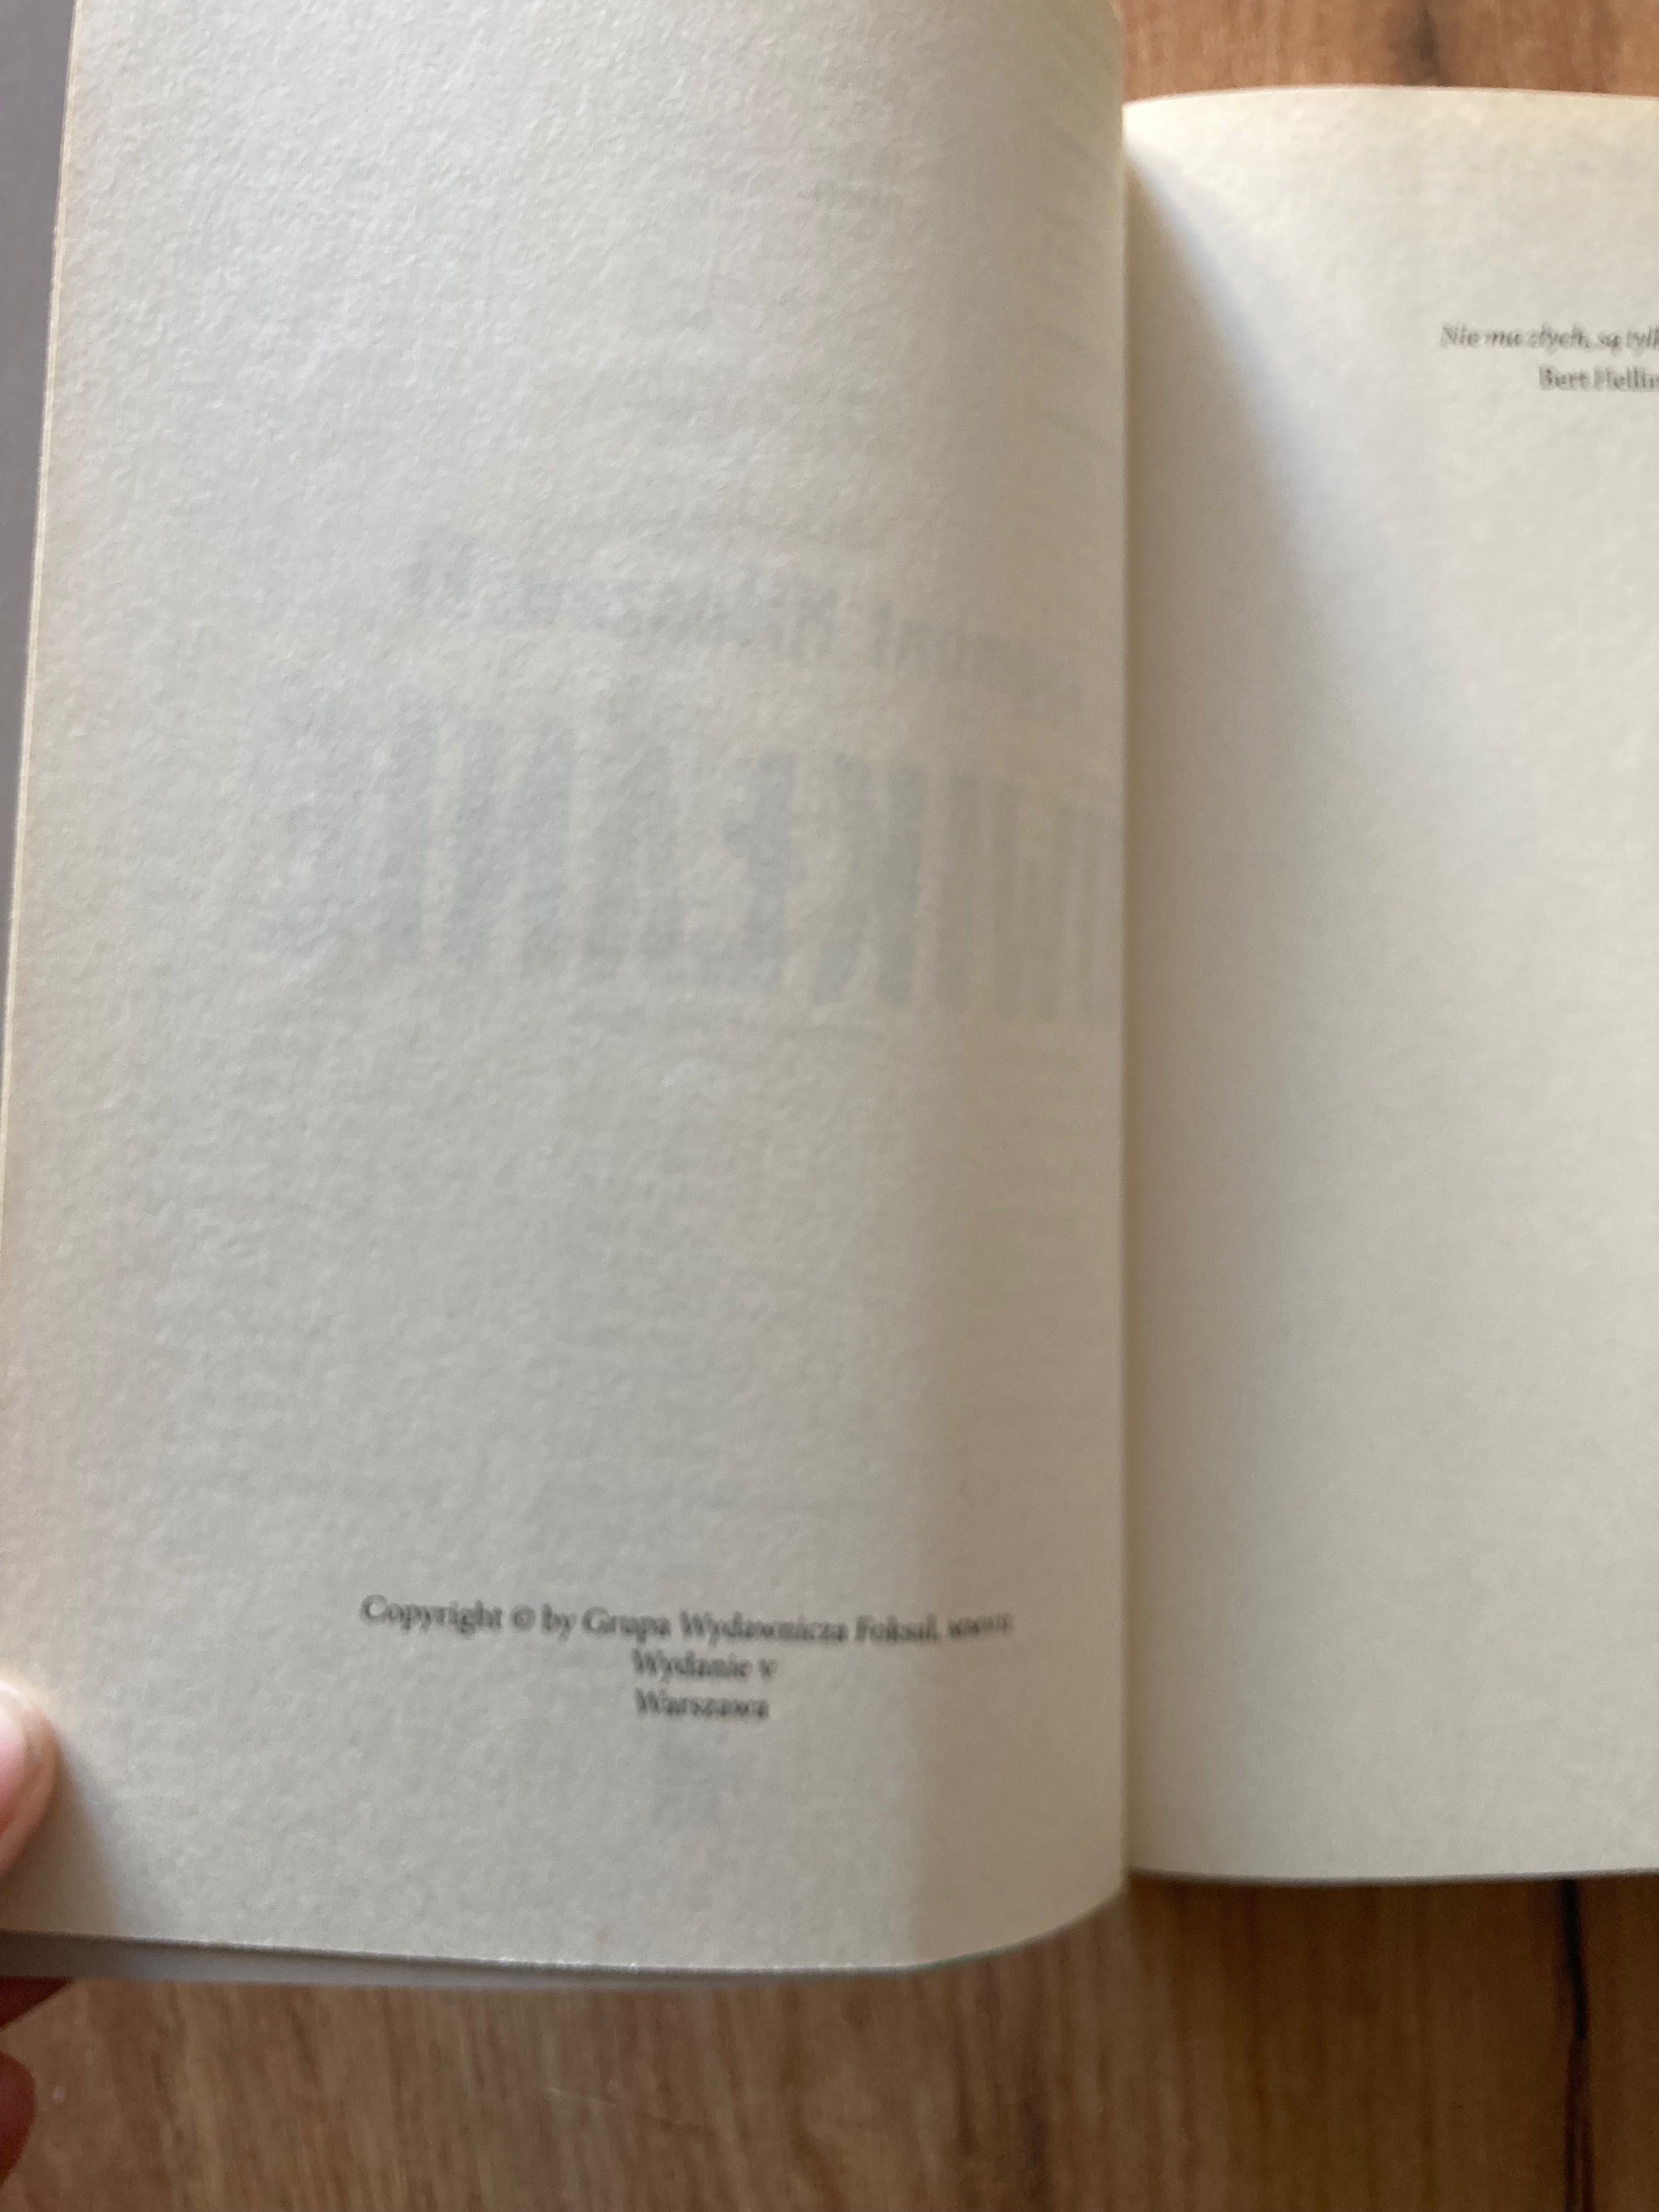 Copyright © by Grupa Wydawnicza Foksal,
Wydanie V
Warszawa
Nie ma złych, są tylk
Bert Hellin